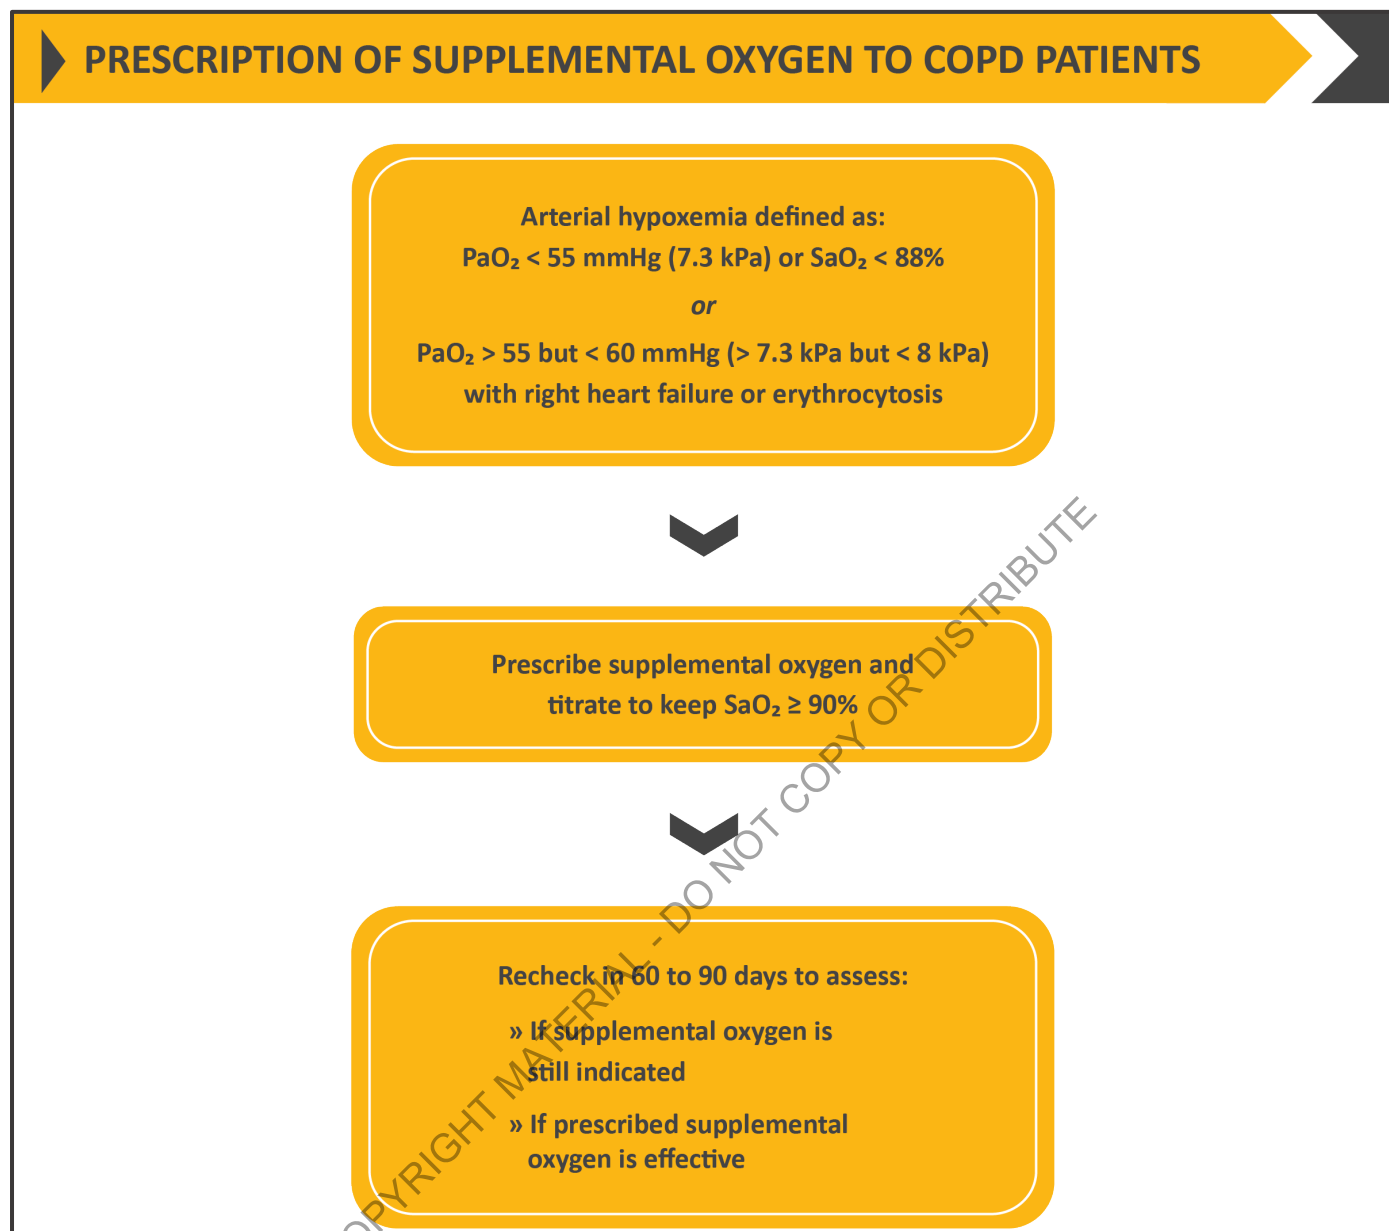 PRESCRIPTION OF SUPPLEMENTAL OXYGEN TO COPD PATIENTS
Arterial hypoxemia defined as:
PaO₂ < 55 mmHg (7.3 kPa) or SaO₂ < 88%
or
PaO₂ > 55 but < 60 mmHg (> 7.3 kPa but < 8 kPa)
with right heart failure or erythrocytosis
Prescribe supplemental oxygen and
titrate to keep SaO₂ ≥ 90%
Recheck in 60 to 90 days to assess:
» If supplemental oxygen is
still indicated
» If prescribed supplemental
oxygen is effective
OPYRIGHT MATERIAL - DO NOT COPY OR DISTRIBUTE